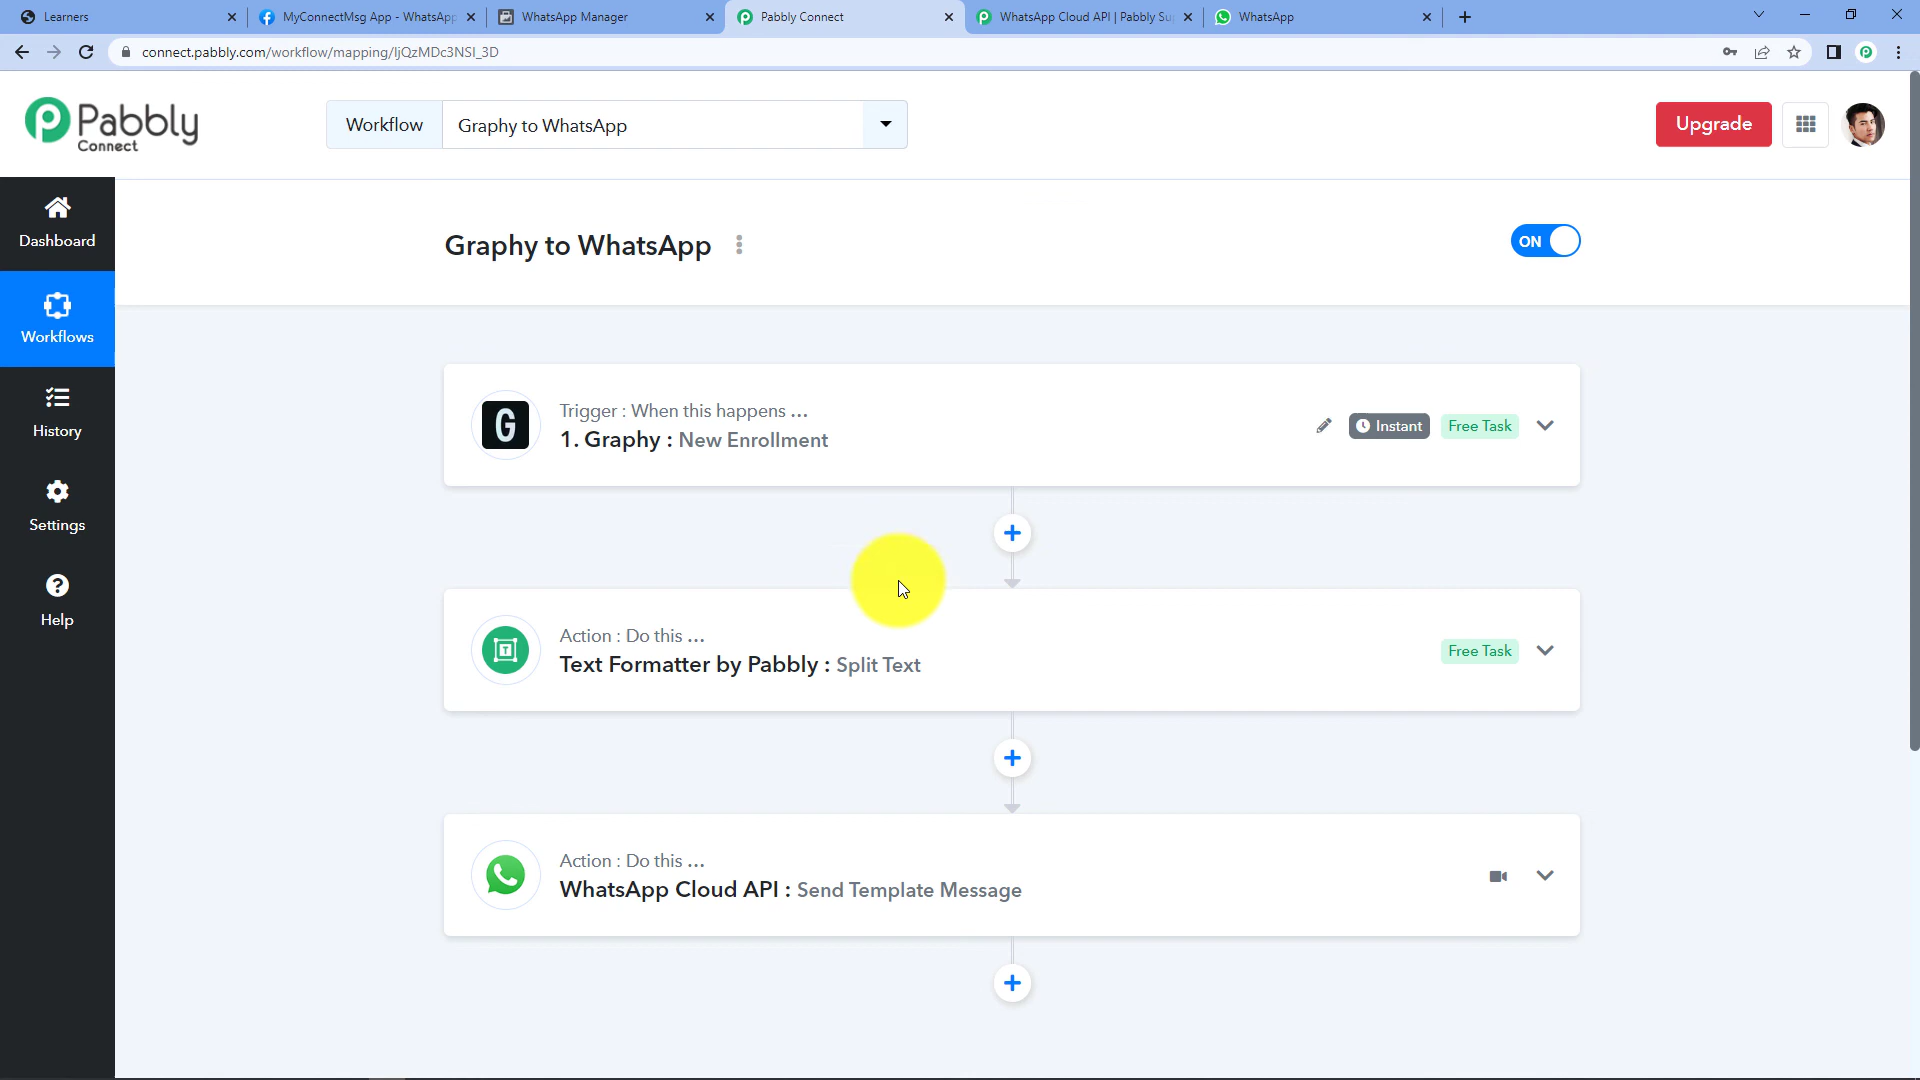 Learners
MyConnectMsg App - WhatsApp
WhatsApp Manager
Pabbly Connect
WhatsApp Cloud API | Pabbly Su
WhatsApp
connect.pabbly.com/workflow/mapping/IjQzMDc3NSI_3D
Pabbly
Connect
Workflow
Graphy to WhatsApp
Upgrade
Dashboard
Workflows
History
Settings
Help
Graphy to WhatsApp
ON
G
Trigger : When this happens ...
1. Graphy : New Enrollment
Instant
Free Task
T
Action : Do this ...
Text Formatter by Pabbly : Split Text
Free Task
Action : Do this ...
WhatsApp Cloud API : Send Template Message